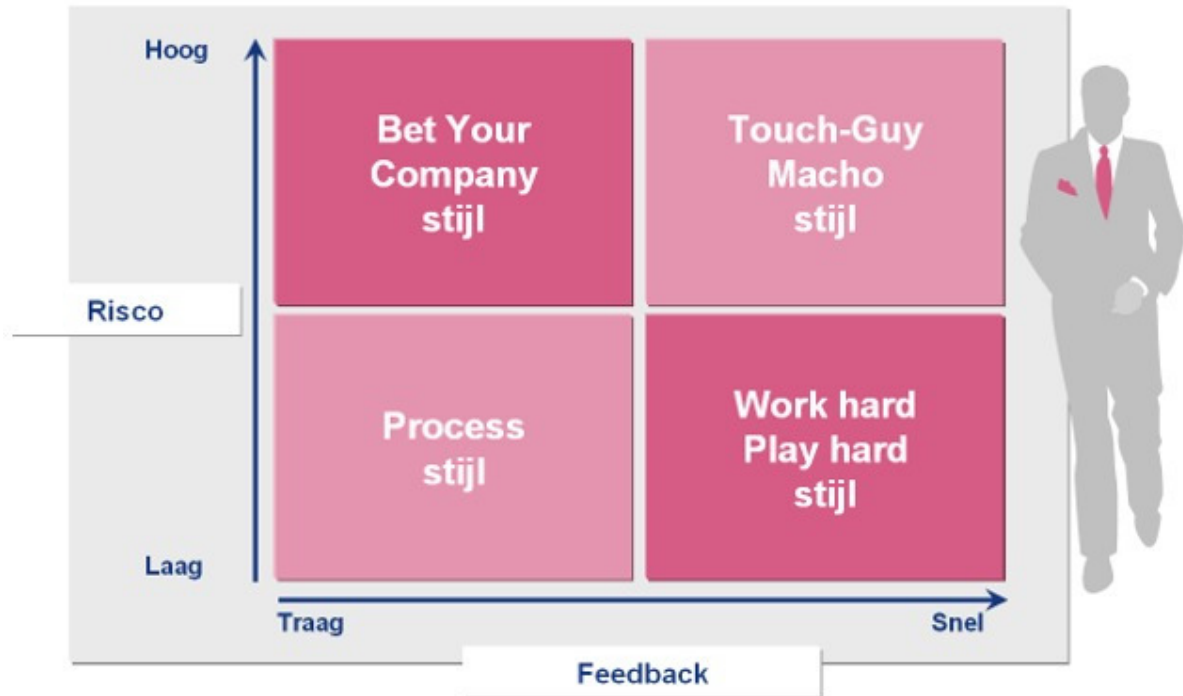 Hoog
Bet Your
Company
stijl
Touch-Guy
Macho
stijl
Risco
Process
stijl
Work hard
Play hard
stijl
Laag
Traag
Snel
Feedback